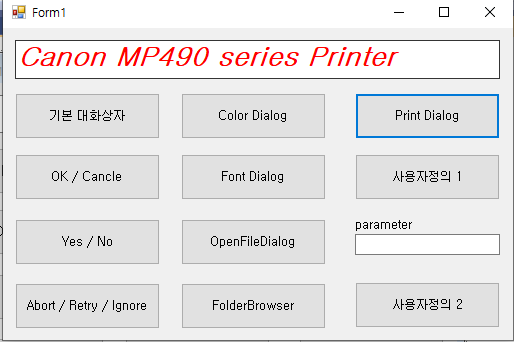 Form1
Canon MP490 series Printer
기본 대화상자
Color Dialog
Print Dialog
OK / Cancle
Font Dialog
사용자정의 1
Yes / No
OpenFileDialog
parameter
Abort / Retry / Ignore
FolderBrowser
사용자정의 2